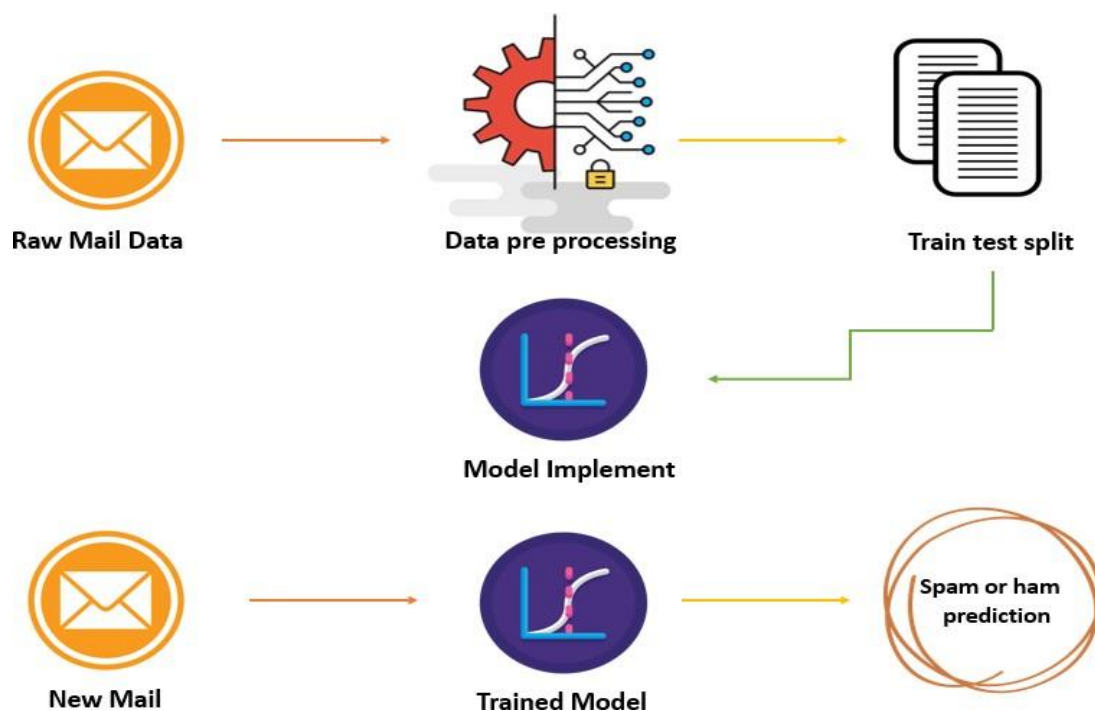 Raw Mail Data
Data pre processing
Train test split
Model Implement
New Mail
Trained Model
Spam or ham
prediction